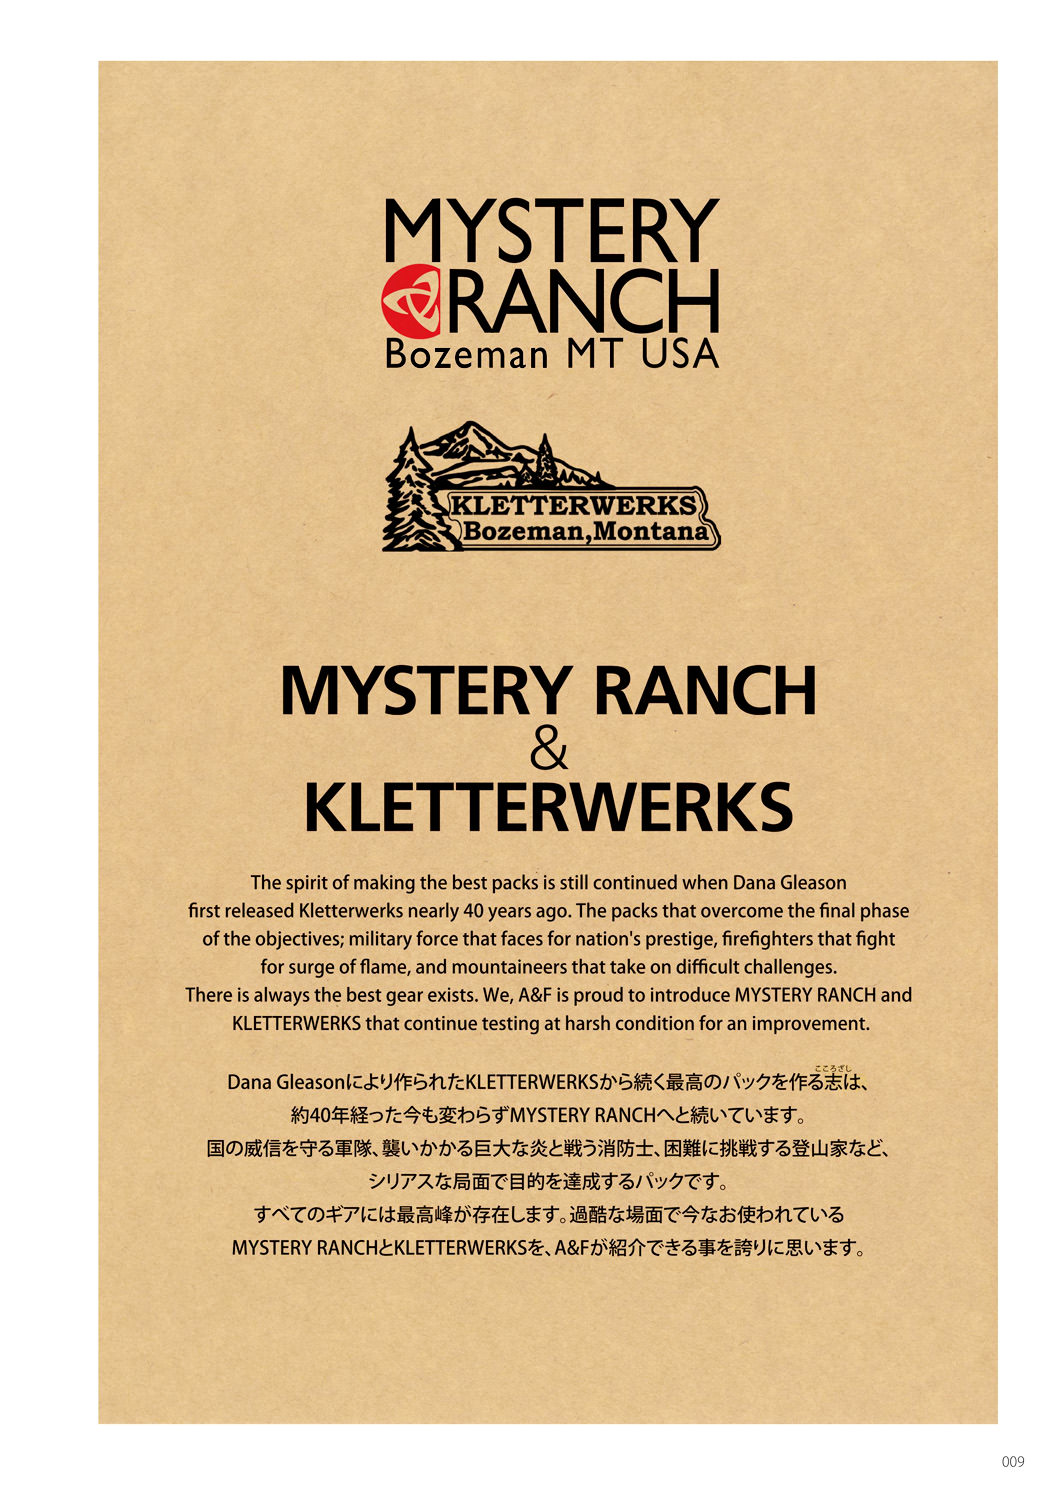 MYSTERY
RANCH
Bozeman MT USA
KLETTERWERKS
Bozeman,Montana
MYSTERY RANCH
&
KLETTERWERKS
The spirit of making the best packs is still continued when Dana Gleason
first released Kletterwerks nearly 40 years ago. The packs that overcome the final phase
of the objectives; military force that faces for nation's prestige, firefighters that fight
for surge of flame, and mountaineers that take on difficult challenges.
There is always the best gear exists. We, A&F is proud to introduce MYSTERY RANCH and
KLETTERWERKS that continue testing at harsh condition for an improvement.
こころざし
Dana Gleasonにより作られたKLETTERWERKSから続く最高のパックを作る志は、
約40年経った今も変わらずMYSTERY RANCHへと続いています。
国の威信を守る軍隊、襲いかかる巨大な炎と戦う消防士、困難に挑戦する登山家など、
シリアスな局面で目的を達成するパックです。
すべてのギアには最高峰が存在します。過酷な場面で今なお使われている
MYSTERY RANCHとKLETTERWERKSを、A&Fが紹介できる事を誇りに思います。
009